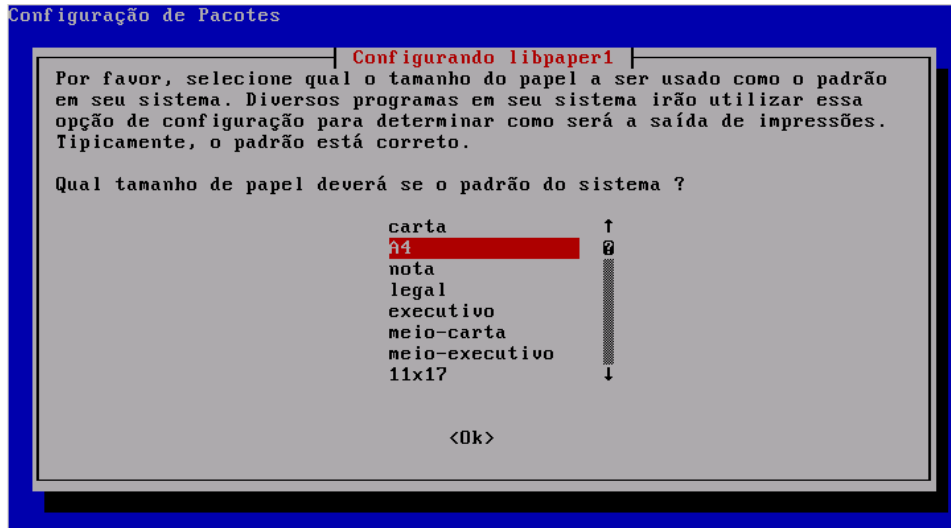 Configuração de Pacotes
Configurando libpaper1
Por favor, selecione qual o tamanho do papel a ser usado como o padrão
em seu sistema. Diversos programas em seu sistema irão utilizar essa
opção de configuração para determinar como será a saída de impressões.
Tipicamente, o padrão está correto.
Qual tamanho de papel deverá se o padrão do sistema ?
carta ↑
A4 ?
nota
legal
executivo
meio-carta
meio-executivo
11x17 ↓
<Ok>